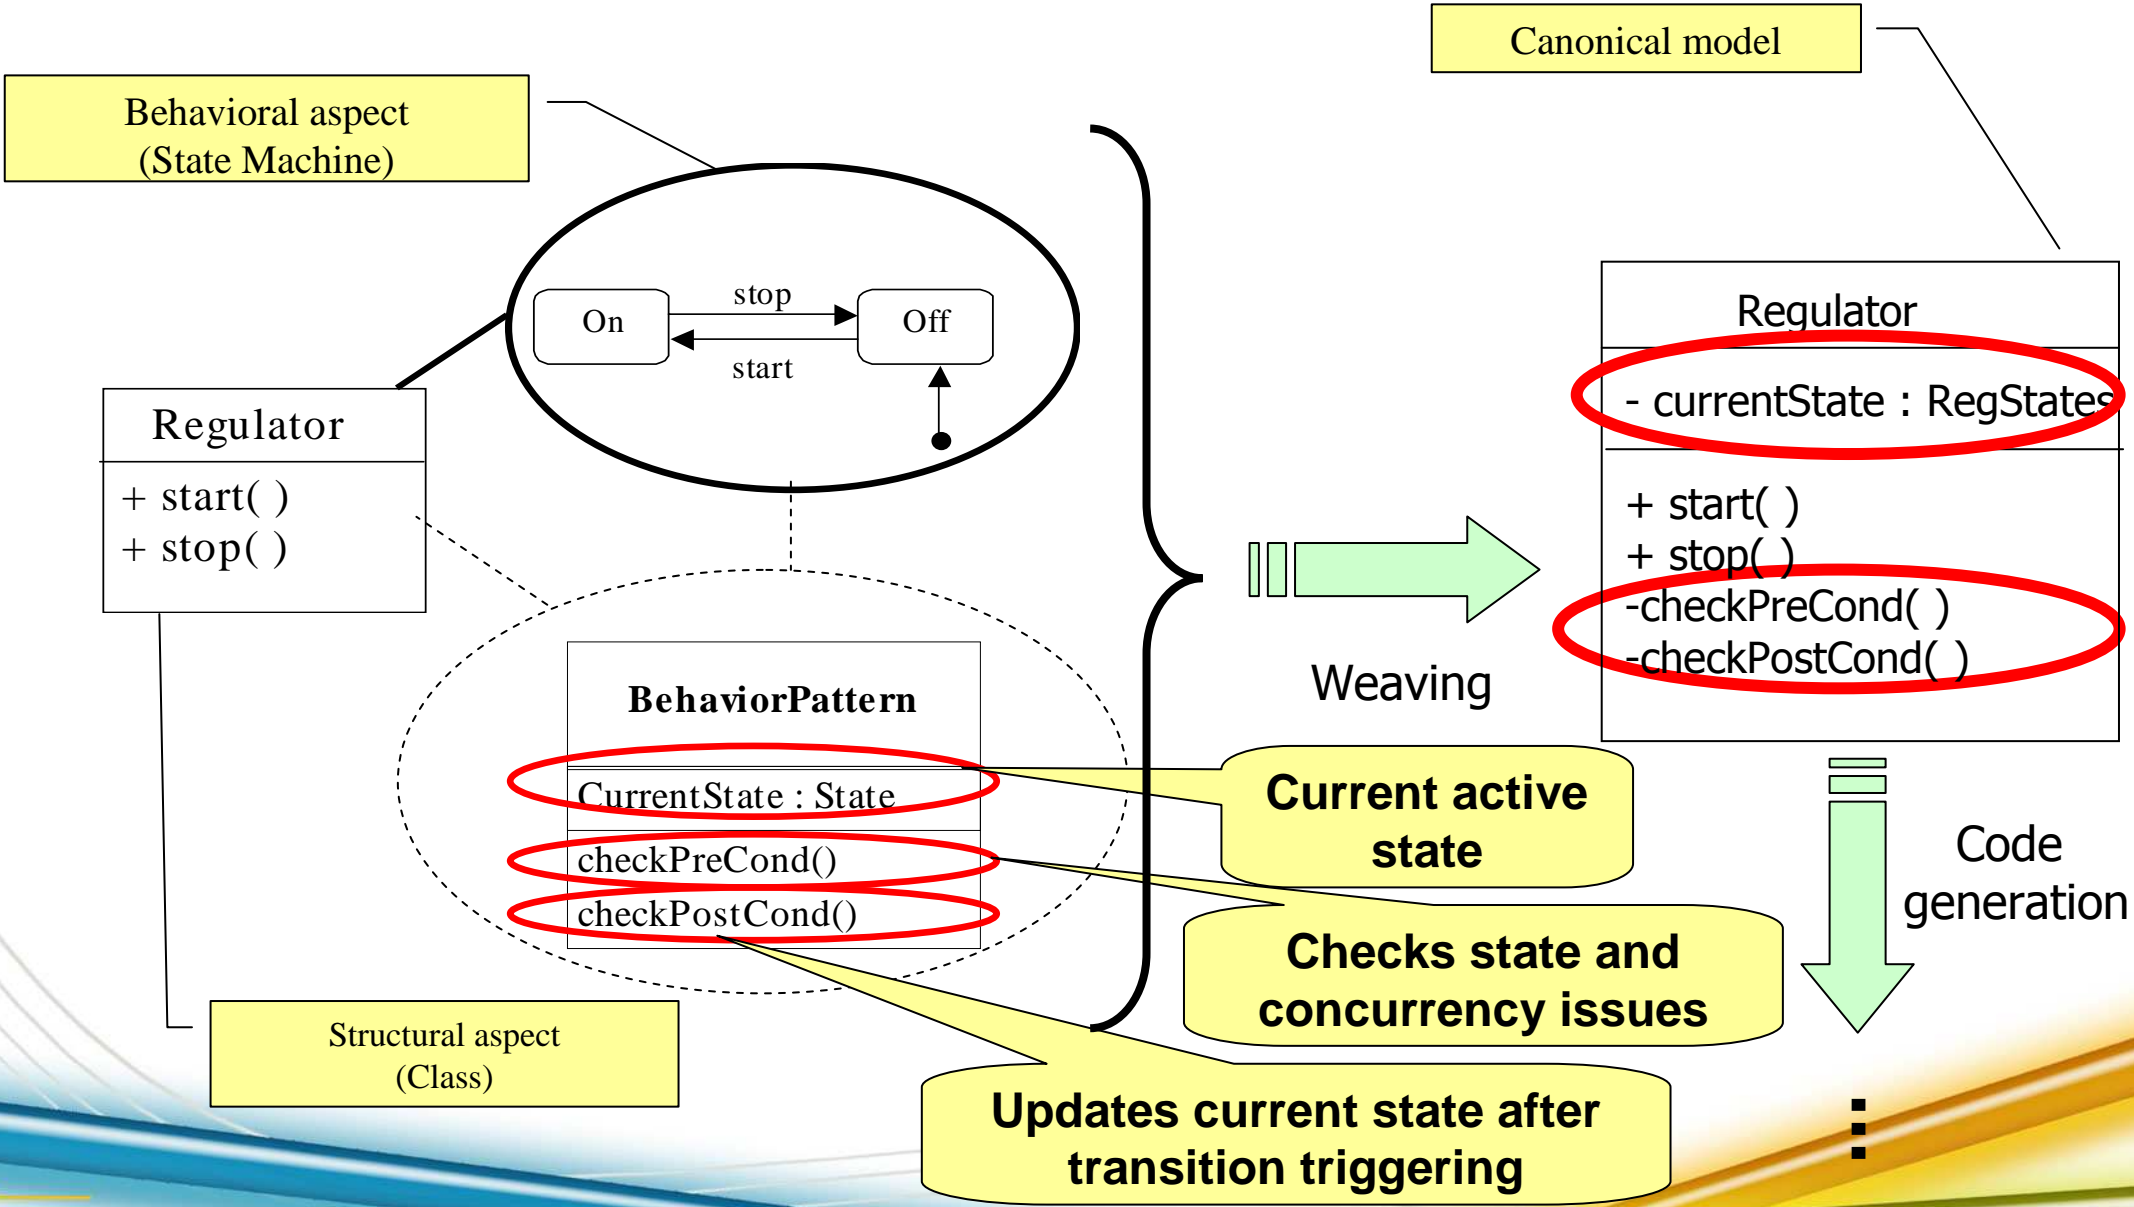 Canonical model
Behavioral aspect
(State Machine)
On
stop
start
Off
Regulator
+ start( )
+ stop( )
BehaviorPattern
CurrentState : State
checkPreCond()
checkPostCond()
Structural aspect
(Class)
Weaving
Regulator
- currentState : RegStates
+ start( )
+ stop( )
-checkPreCond( )
-checkPostCond( )
Current active
state
Checks state and
concurrency issues
Updates current state after
transition triggering
Code
generation